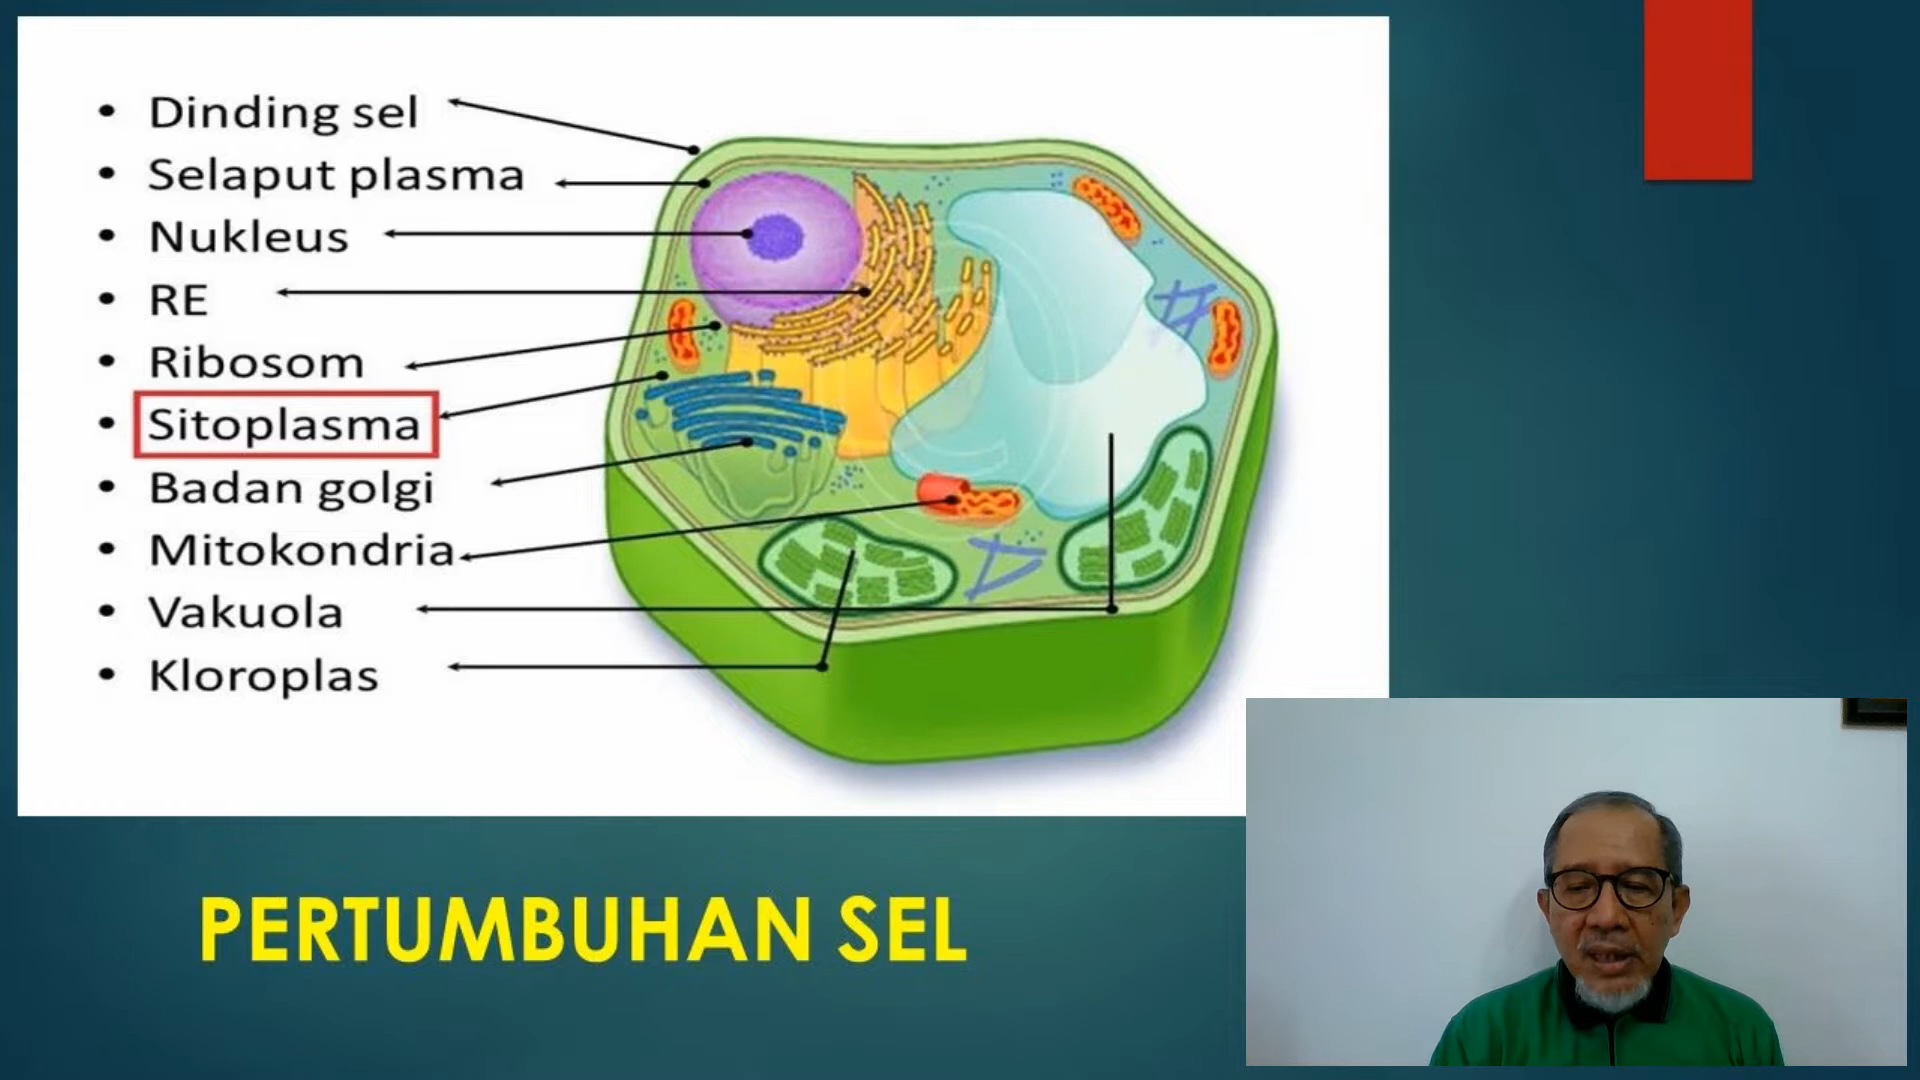 • Dinding sel
• Selaput plasma
• Nukleus
• RE
• Ribosom
• Sitoplasma
• Badan golgi
• Mitokondria
• Vakuola
• Kloroplas
PERTUMBUHAN SEL